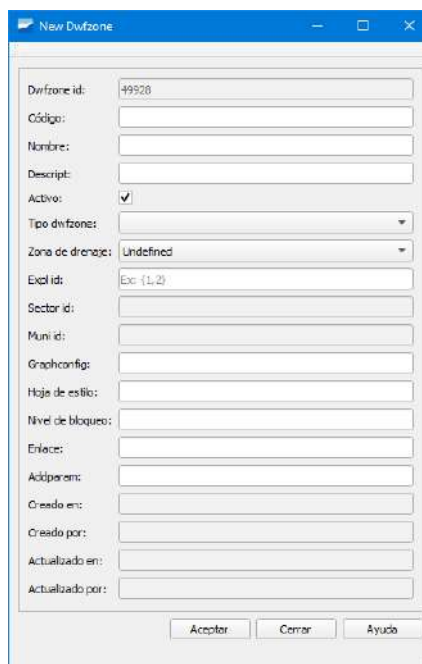 New Dwfzone
Dwfzone id: 49928
Código:
Nombre:
Descript:
Activo:
Tipo dwfzone:
Zona de drenaje: Undefined
Expl id: Ex: {1,2}
Sector id:
Muni id:
Graphconfig:
Hoja de estilo:
Nivel de bloqueo:
Enlace:
Addparam:
Creado en:
Creado por:
Actualizado en:
Actualizado por:
Aceptar Cerrar Ayuda